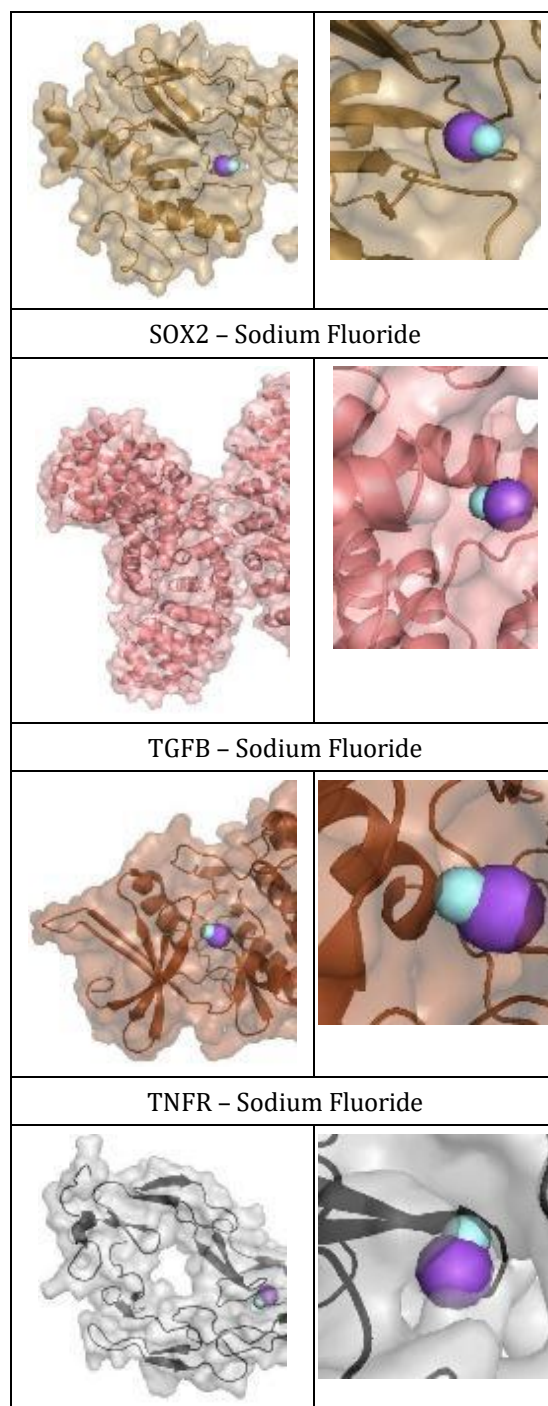 SOX2 – Sodium Fluoride
TGFB – Sodium Fluoride
TNFR – Sodium Fluoride